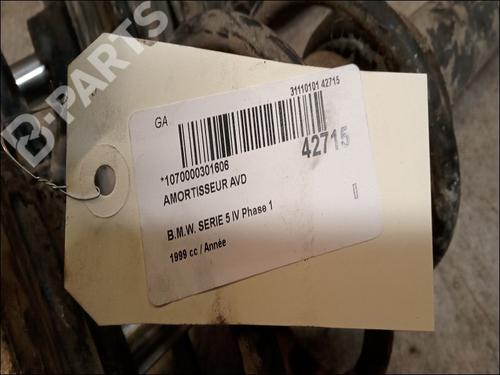 B-PARTS
GA
31110101 42715
42715
*1070000301606
AMORTISSEUR AVD
B.M.W. SERIE 5 IV Phase 1
1999 cc / Année